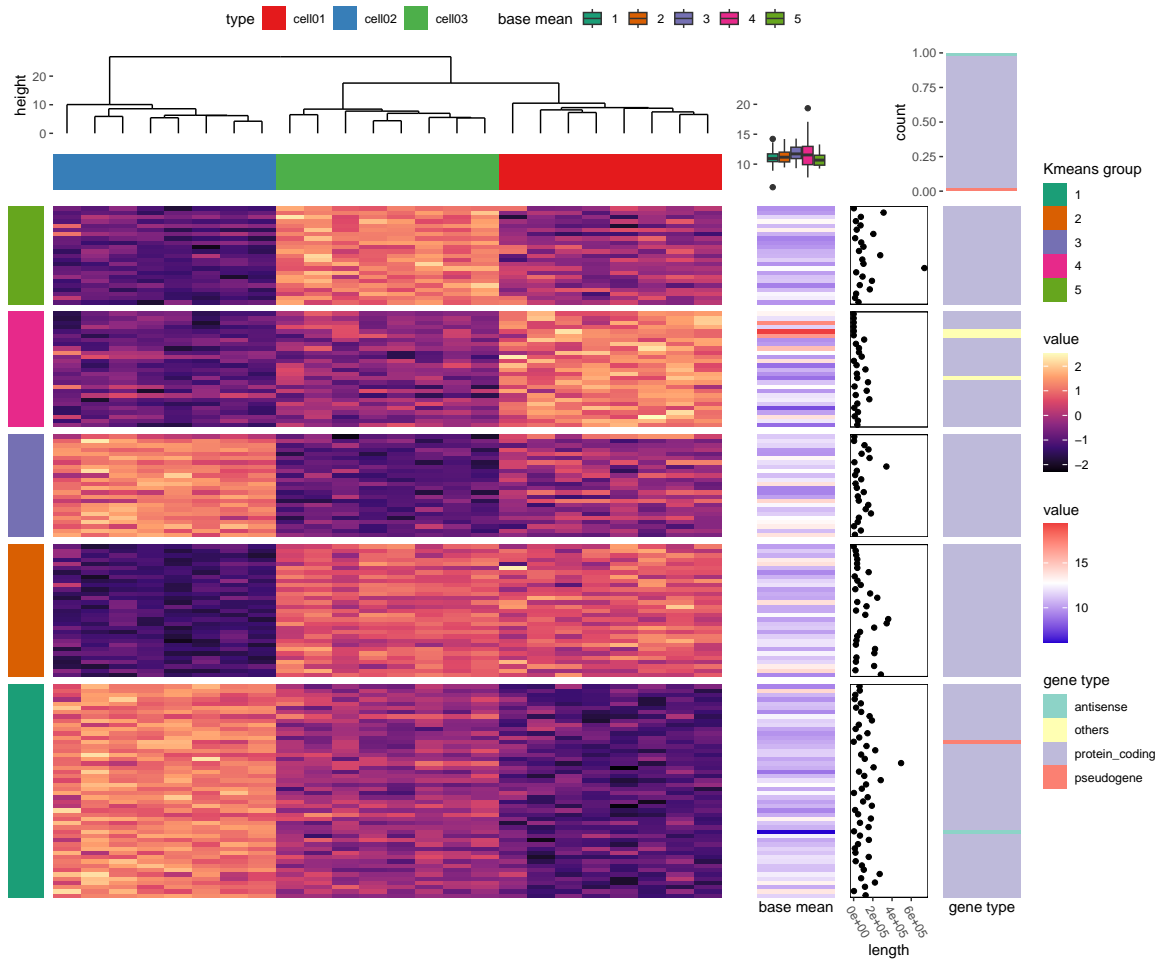 type cell01 cell02 cell03 base mean 1 2 3 4 5
height
20
10
0
20
15
10
count
1.00
0.75
0.50
0.25
0.00
Kmeans group
1
2
3
4
5
value
2
1
0
−1
−2
value
15
10
gene type
antisense
others
protein_coding
pseudogene
base mean
0e+00
2e+05
4e+05
6e+05
length
gene type